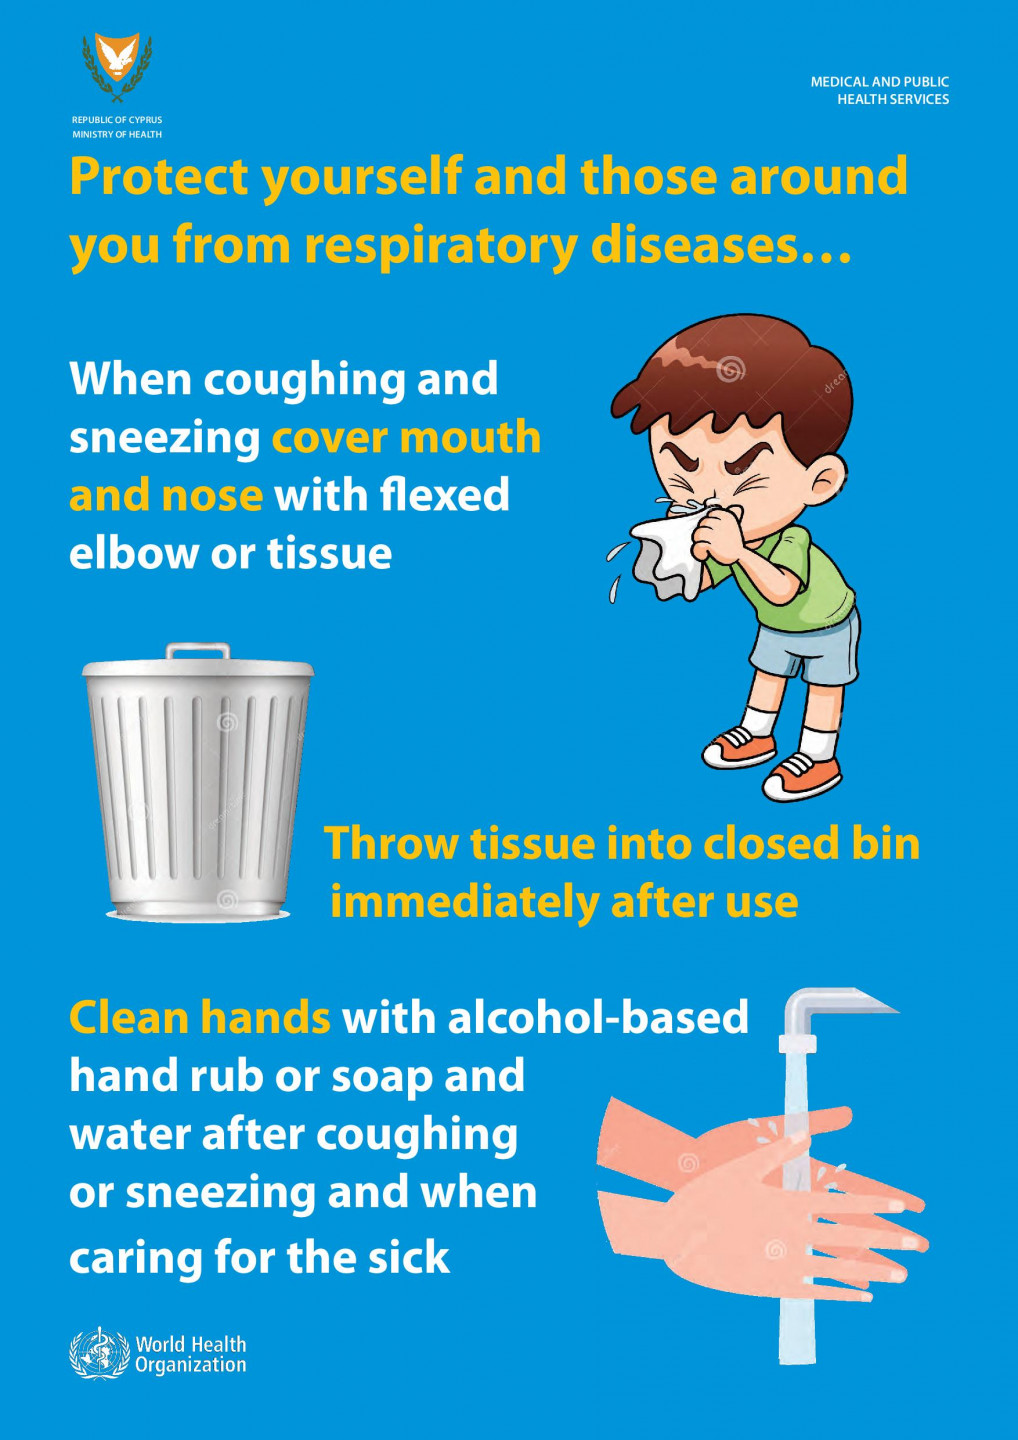 REPUBLIC OF CYPRUS
MINISTRY OF HEALTH
MEDICAL AND PUBLIC
HEALTH SERVICES
Protect yourself and those around
you from respiratory diseases…
When coughing and
sneezing cover mouth
and nose with flexed
elbow or tissue
Throw tissue into closed bin
immediately after use
Clean hands with alcohol-based
hand rub or soap and
water after coughing
or sneezing and when
caring for the sick
World Health
Organization